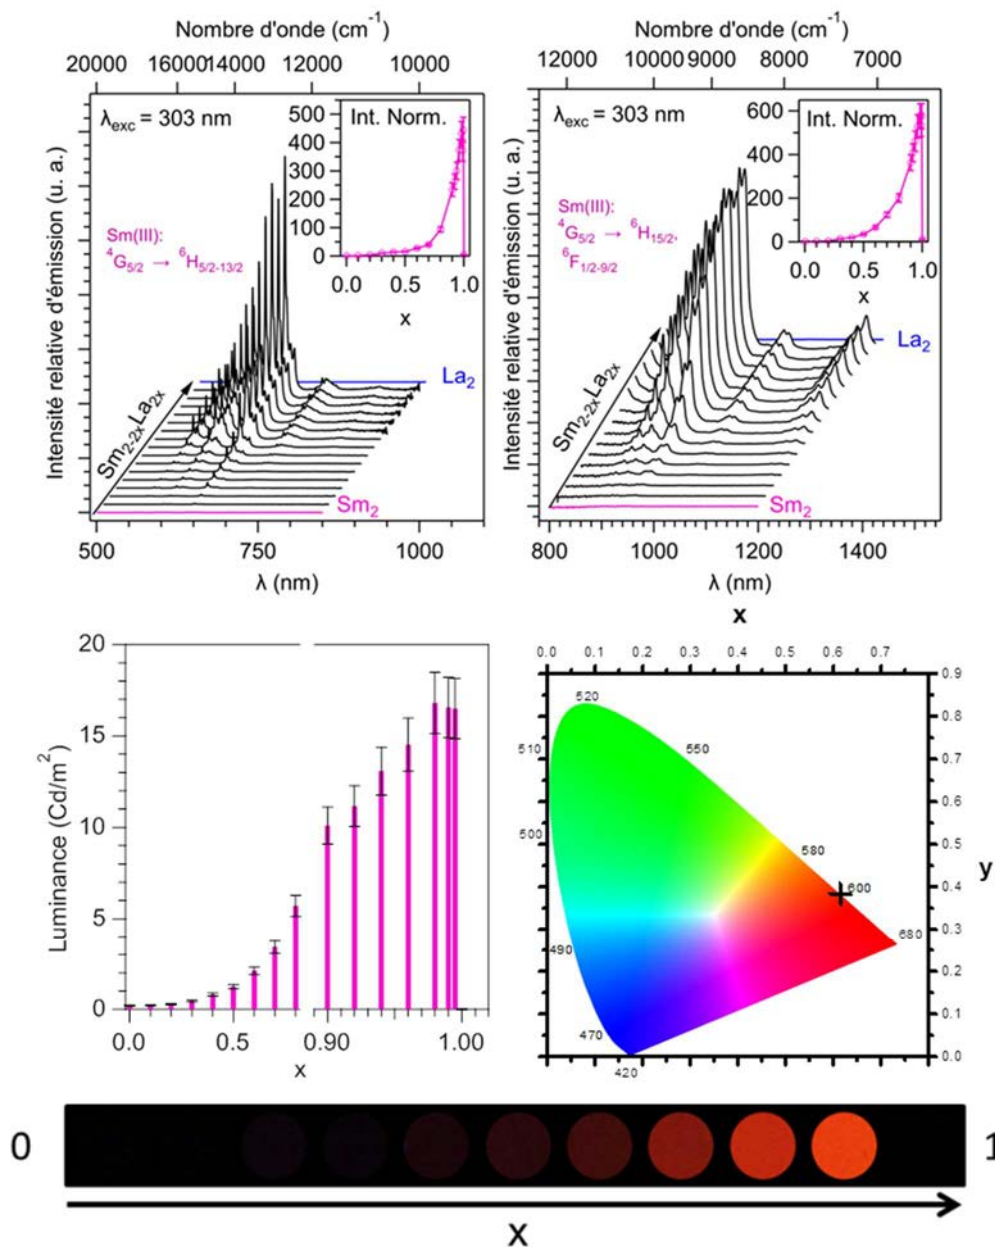 Nombre d'onde (cm⁻¹)
20000 16000 14000 12000 10000
λexc = 303 nm
Int. Norm.
500
400
300
200
100
0
0.0 0.5 1.0
x
Sm(III):
⁴G₅/₂ → ⁶H₅/₂₋₁₃/₂
Intensité relative d'émission (u. a.)
La₂
Sm₂₋₂ₓLa₂ₓ
Sm₂
500 750 1000
λ (nm)
Nombre d'onde (cm⁻¹)
12000 10000 9000 8000 7000
λexc = 303 nm
Int. Norm.
600
400
200
0
0.0 0.5 1.0
x
Sm(III):
⁴G₅/₂ → ⁶H₁₅/₂,
⁶F₁/₂₋₉/₂
Intensité relative d'émission (u. a.)
La₂
Sm₂₋₂ₓLa₂ₓ
Sm₂
800 1000 1200 1400
λ (nm)
20
15
10
5
0
Luminance (Cd/m²)
0.0 0.5 0.90 1.00
x
x
0.0 0.1 0.2 0.3 0.4 0.5 0.6 0.7
0.9
0.8
0.7
0.6
0.5
0.4
0.3
0.2
0.1
0.0
y
520
510
550
500
580
600
490
680
470
420
0 1
x